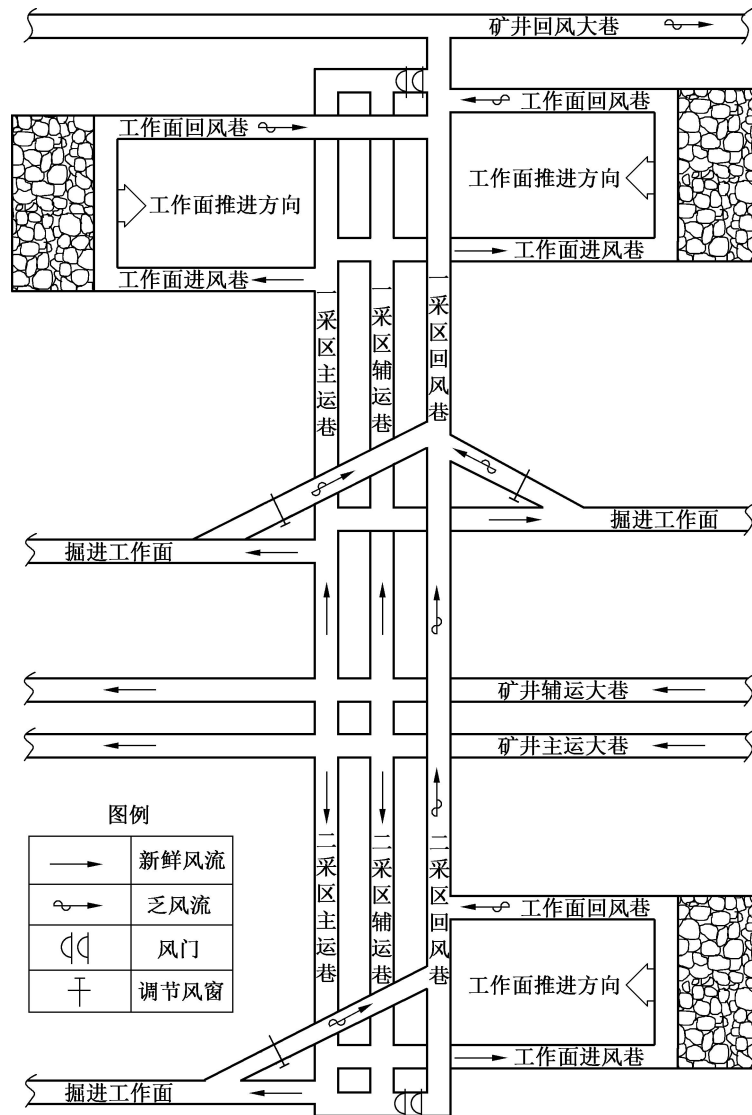 矿井回风大巷
工作面回风巷
工作面回风巷
工作面推进方向
工作面推进方向
工作面进风巷
工作面进风巷
一采区主运巷
一采区辅运巷
一采区回风巷
掘进工作面
掘进工作面
矿井辅运大巷
矿井主运大巷
图例
新鲜风流
乏风流
风门
调节风窗
二采区主运巷
二采区辅运巷
二采区回风巷
工作面回风巷
工作面推进方向
工作面进风巷
掘进工作面